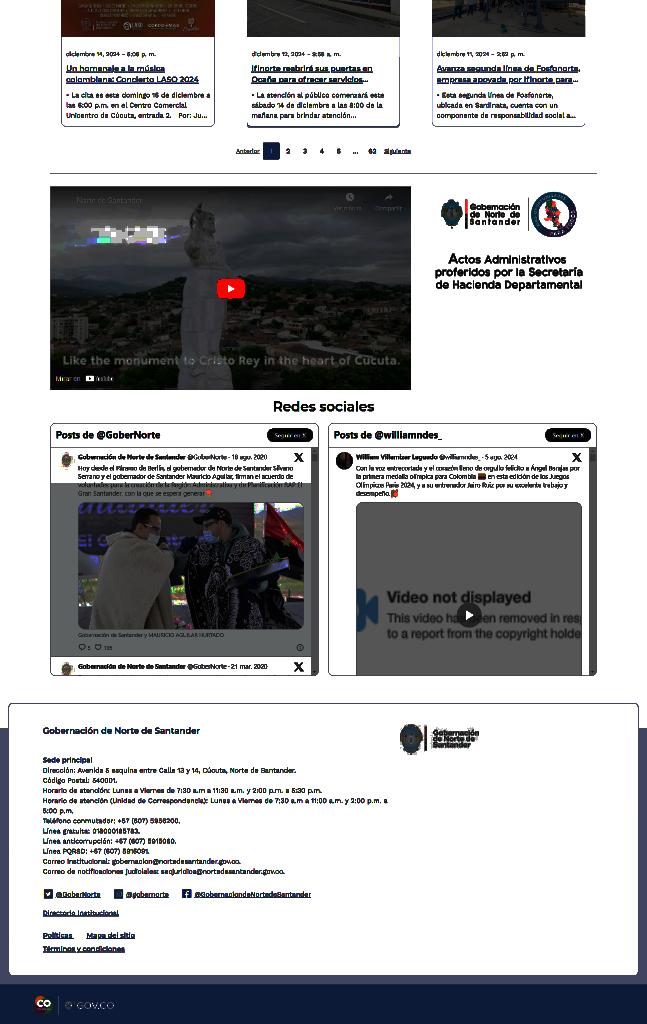 diciembre 14, 2024 - 5:05 p. m.
Un homenaje a la música
colombiana: Concierto LASO 2024
• La cita es este domingo 15 de diciembre a
las 5:00 p.m. en el Centro Comercial
Unicentro de Cúcuta, entrada 2. Por: Ju...
diciembre 12, 2024 - 9:58 a. m.
Ifinorte reabrirá sus puertas en
Ocaña para ofrecer servicios...
• La atención al público comenzará este
sábado 14 de diciembre a las 8:00 de la
mañana para brindar atención...
diciembre 11, 2024 - 2:52 p. m.
Avanza segunda línea de Fosfonorte,
empresa apoyada por Ifinorte para...
• Esta segunda línea de Fosfonorte,
ubicada en Sardinata, cuenta con un
componente de responsabilidad social a...
Anterior 1 2 3 4 5 ... 62 Siguiente
Norte de Santander
Compartir
Like the monument to Cristo Rey in the heart of Cúcuta.
Mirar en YouTube
Gobernación
de Norte de
Santander
Actos Administrativos
proferidos por la Secretaría
de Hacienda Departamental
Redes sociales
Posts de @GoberNorte
Seguir en X
Gobernación de Norte de Santander @GoberNorte · 18 ago. 2020
Hoy desde el Páramo de Berlín, el gobernador de Norte de Santander Silvano
Serrano y el gobernador de Santander Mauricio Aguilar, firman el acuerdo de
voluntades para la creación de la Región Administrativa y de Planificación RAP El
Gran Santander, con la que se espera generar
Gobernación de Santander y MAURICIO AGUILAR HURTADO
Gobernación de Norte de Santander @GoberNorte · 21 mar. 2020
Posts de @williamndes_
Seguir en X
William Villamizar Laguado @williamndes_ · 5 ago. 2024
Con la voz entrecortada y el corazón lleno de orgullo felicito a Ángel Barajas por
la primera medalla olímpica para Colombia en esta edición de los Juegos
Olímpicos París 2024, y a su entrenador Jairo Ruiz por su excelente trabajo y
desempeño.
Video not displayed
This video ha een removed in res
to a report from the copyright holde
Gobernación de Norte de Santander
Gobernación
de Norte de
Santander
Sede principal
Dirección: Avenida 5 esquina entre Calle 13 y 14, Cúcuta, Norte de Santander.
Código Postal: 540001.
Horario de atención: Lunes a Viernes de 7:30 a.m a 11:30 a.m. y 2:00 p.m. a 5:30 p.m.
Horario de atención (Unidad de Correspondencia): Lunes a Viernes de 7:30 a.m a 11:00 a.m. y 2:00 p.m. a
5:00 p.m.
Teléfono conmutador: +57 (607) 5956200.
Línea gratuita:
Línea anticorrupción: +57 (607)
Línea PQRSD: +57 (607)
Correo institucional: gobernacion@nortedesantander.gov.co.
Correo de notificaciones judiciales: secjuridica@nortedesantander.gov.co.
@GoberNorte @gobernorte @GobernaciondeNortedeSantander
Directorio Institucional
Políticas Mapa del sitio
Términos y condiciones
CO GOV.CO